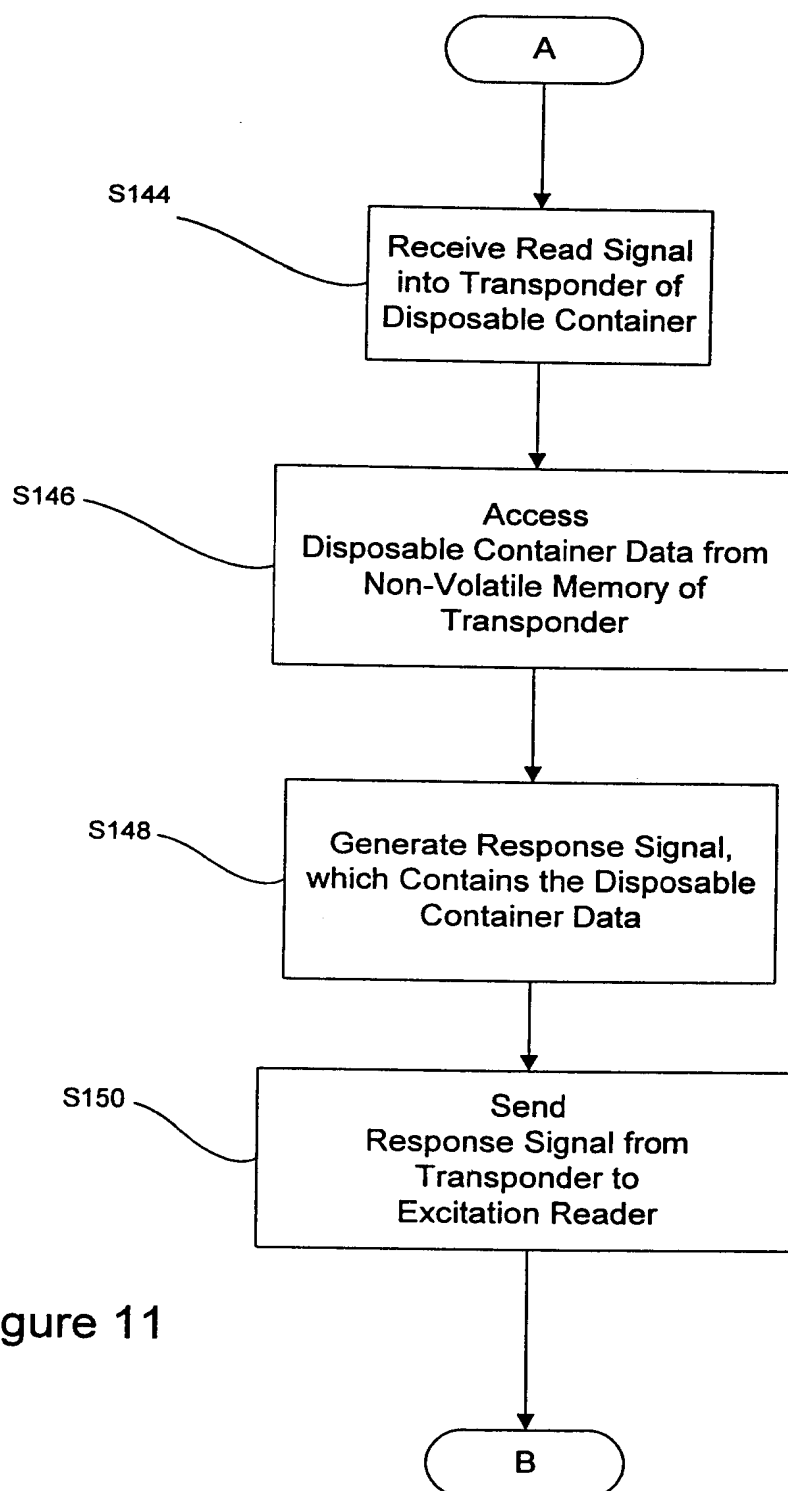 A
S144
Receive Read Signal
into Transponder of
Disposable Container
S146
Access
Disposable Container Data from
Non-Volatile Memory of
Transponder
S148
Generate Response Signal,
which Contains the Disposable
Container Data
S150
Send
Response Signal from
Transponder to
Excitation Reader
gure 11
B